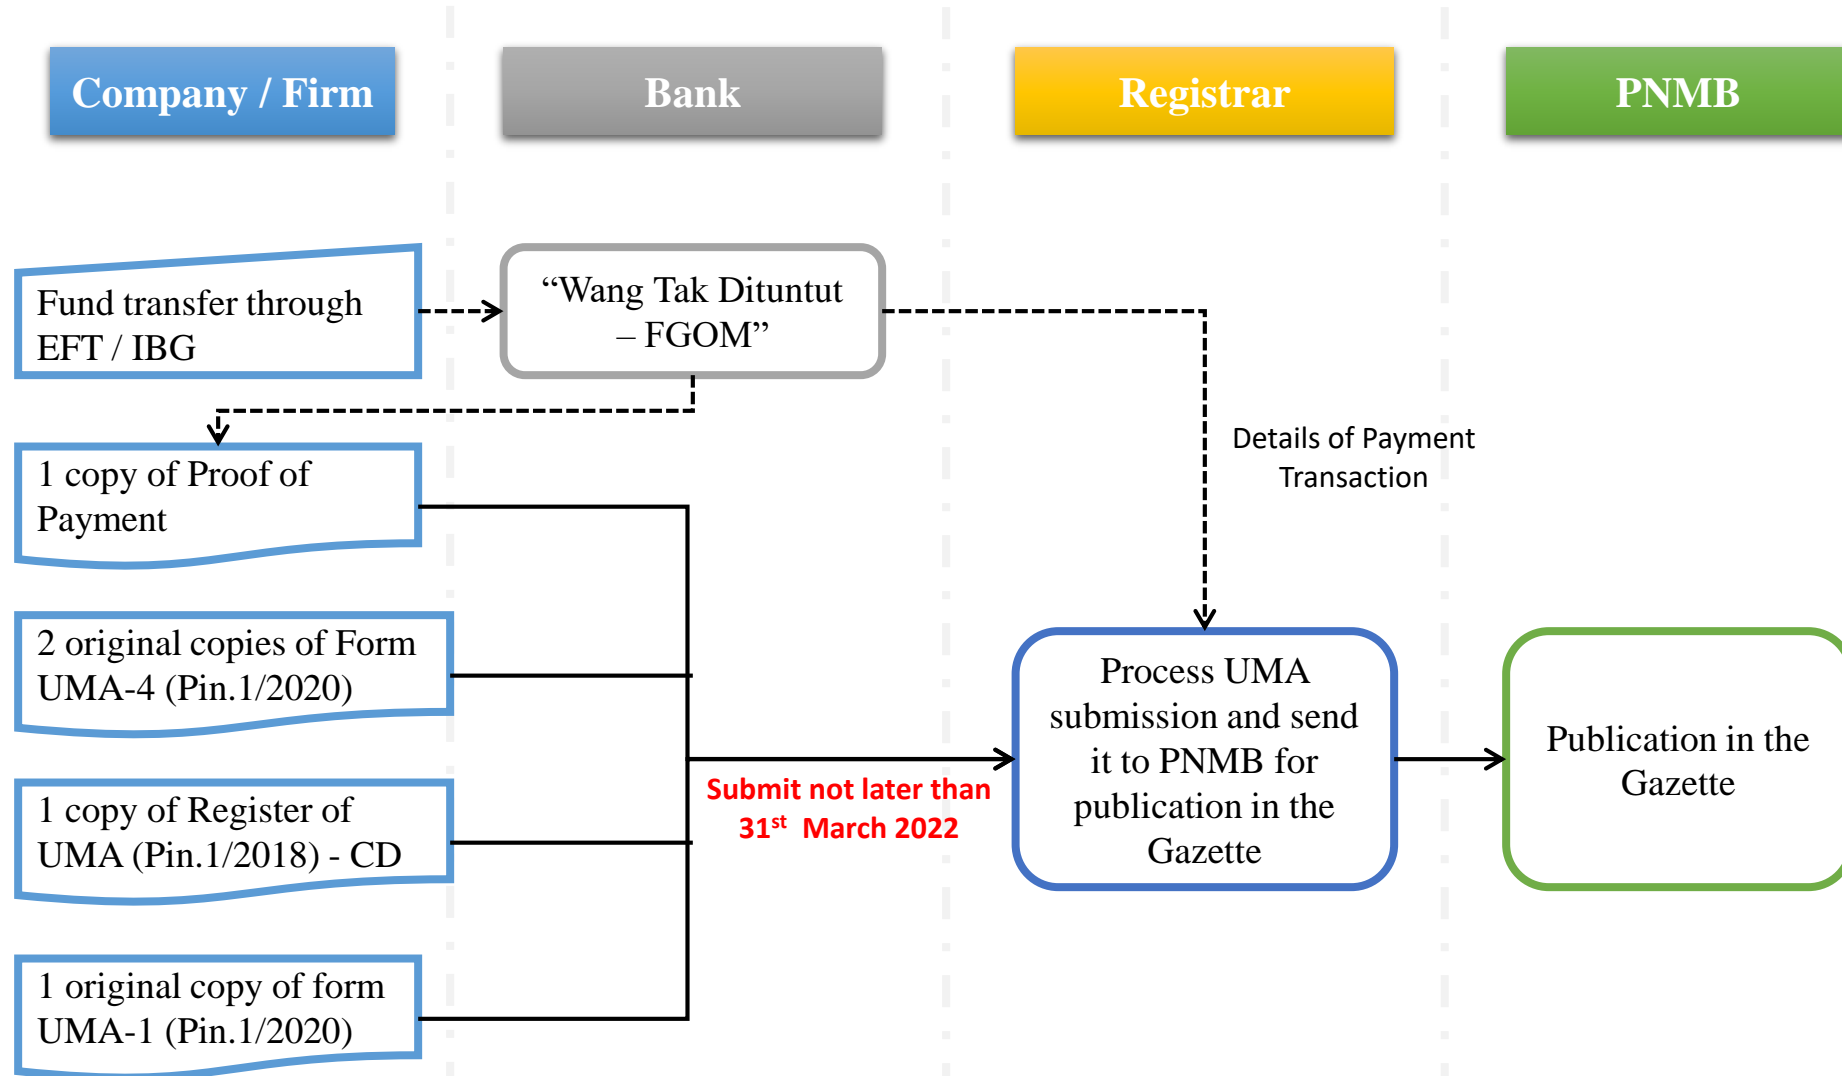 Company / Firm
Bank
Registrar
PNMB
Fund transfer through
EFT / IBG
“Wang Tak Dituntut
– FGOM”
1 copy of Proof of
Payment
Details of Payment
Transaction
2 original copies of Form
UMA-4 (Pin.1/2020)
1 copy of Register of
UMA (Pin.1/2018) - CD
1 original copy of form
UMA-1 (Pin.1/2020)
Submit not later than
31st March 2022
Process UMA
submission and send
it to PNMB for
publication in the
Gazette
Publication in the
Gazette